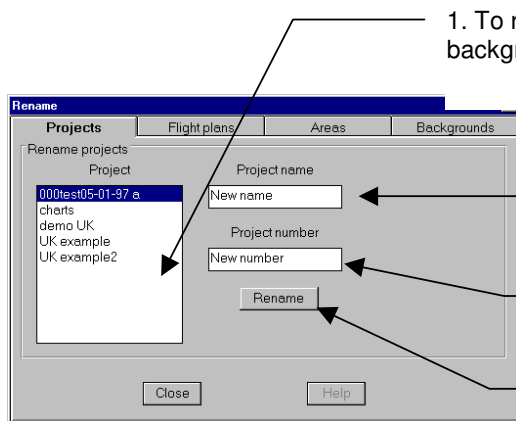 1. To
backg
Rename
Projects Flight plans Areas Backgrounds
Rename projects
Project Project name
000test05-01-97 a New name
charts
demo UK Project number
UK example
UK example2 New number
Rename
Close Help